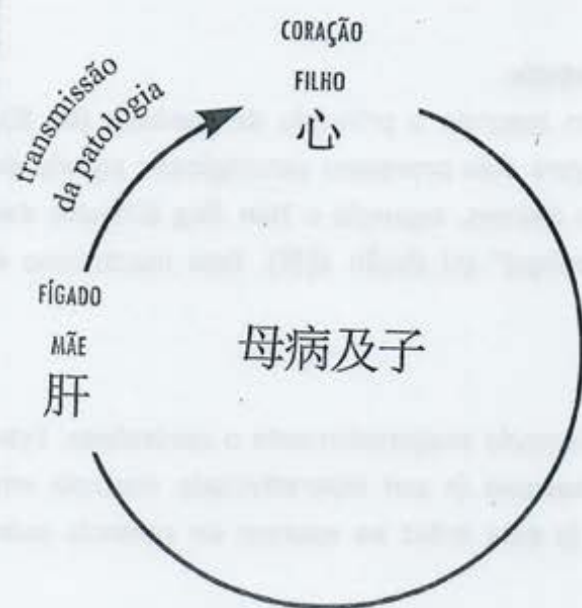 CORAÇÃO
FILHO
心
transmissão
da patologia
FÍGADO
MÃE
肝
母病及子